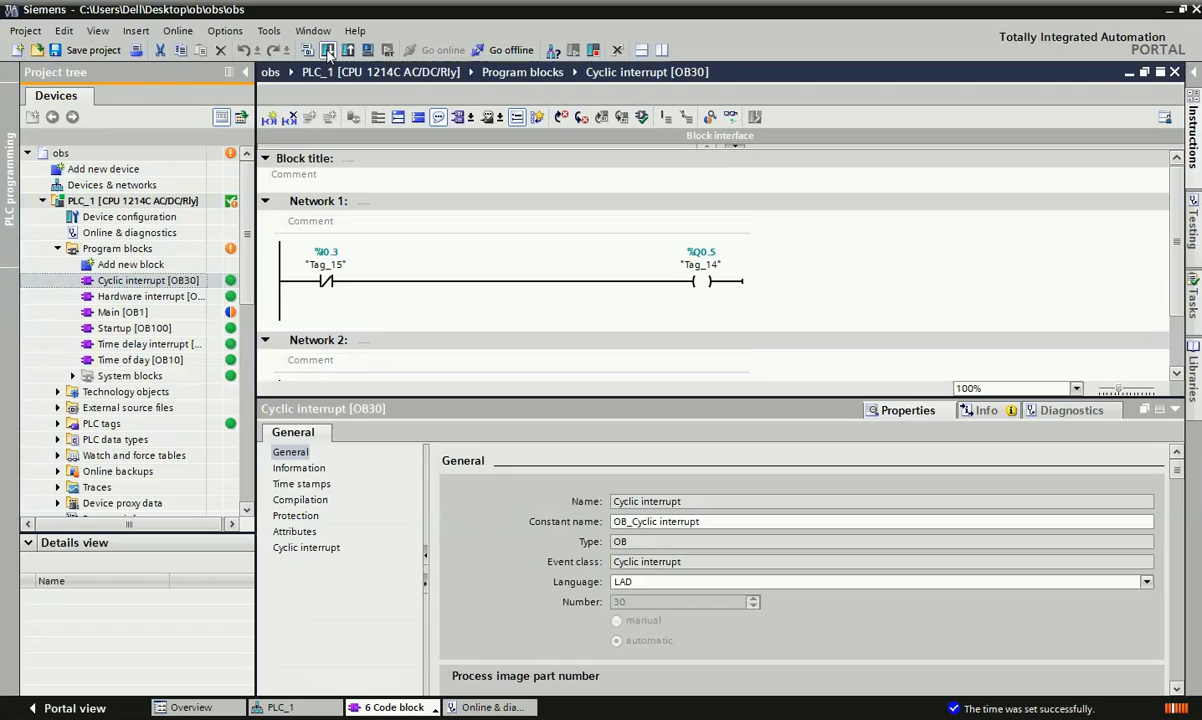 TIA
V13
Siemens - C:\Users\Dell\Desktop\ob\obs\obs
Project Edit View Insert Online Options Tools Window Help
Totally Integrated Automation
PORTAL
Save project
Go online
Go offline
Project tree
obs PLC_1 [CPU 1214C AC/DC/Rly] Program blocks Cyclic interrupt [OB30]
Devices
obs
Add new device
Devices & networks
PLC_1 [CPU 1214C AC/DC/Rly]
Device configuration
Online & diagnostics
Program blocks
Add new block
Cyclic interrupt [OB30]
Hardware interrupt [O...
Main [OB1]
Startup [OB100]
Time delay interrupt [...
Time of day [OB10]
System blocks
Technology objects
External source files
PLC tags
PLC data types
Watch and force tables
Online backups
Traces
Device proxy data
Details view
Name
PLC programming
Block interface
Block title: .....
Comment
Network 1: .....
Comment
%I0.3
"Tag_15"
%Q0.5
"Tag_14"
Network 2: .....
Comment
100%
Cyclic interrupt [OB30]
Properties
Info
Diagnostics
General
General
Information
Time stamps
Compilation
Protection
Attributes
Cyclic interrupt
General
Name: Cyclic interrupt
Constant name: OB_Cyclic interrupt
Type: OB
Event class: Cyclic interrupt
Language: LAD
Number: 30
manual
automatic
Process image part number
Instructions
Testing
Tasks
Libraries
Portal view
Overview
PLC_1
6 Code block
Online & dia...
The time was set successfully.